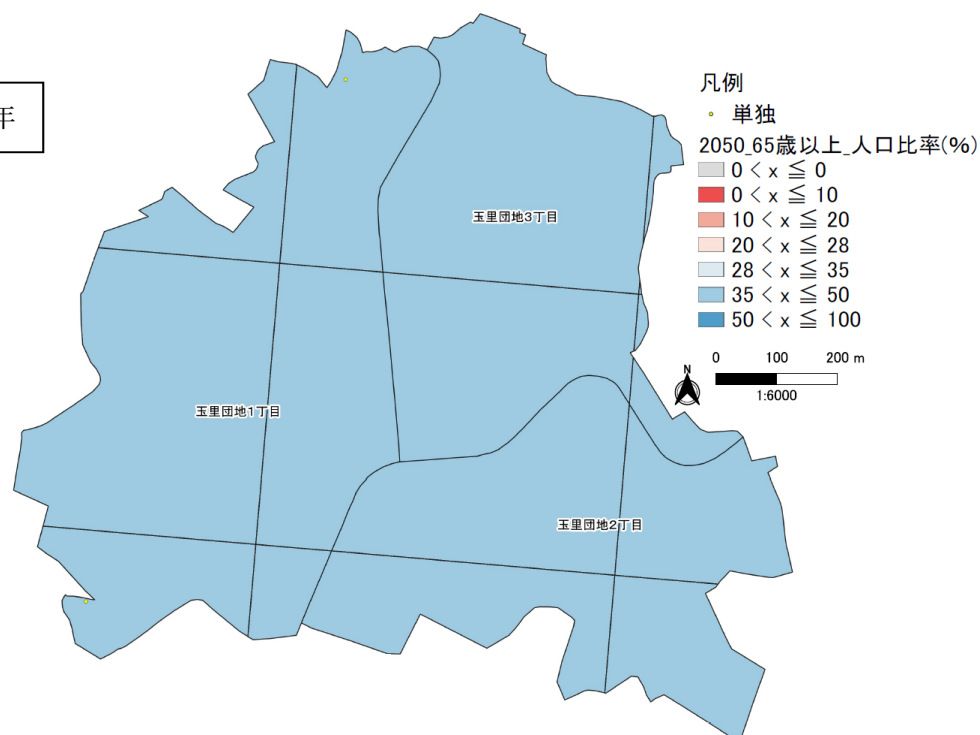 年
凡例
単独
2050_65歳以上_人口比率(%)
0 < x ≦ 0
0 < x ≦ 10
10 < x ≦ 20
20 < x ≦ 28
28 < x ≦ 35
35 < x ≦ 50
50 < x ≦ 100
N
0 100 200 m
1:6000
玉里団地3丁目
玉里団地1丁目
玉里団地2丁目